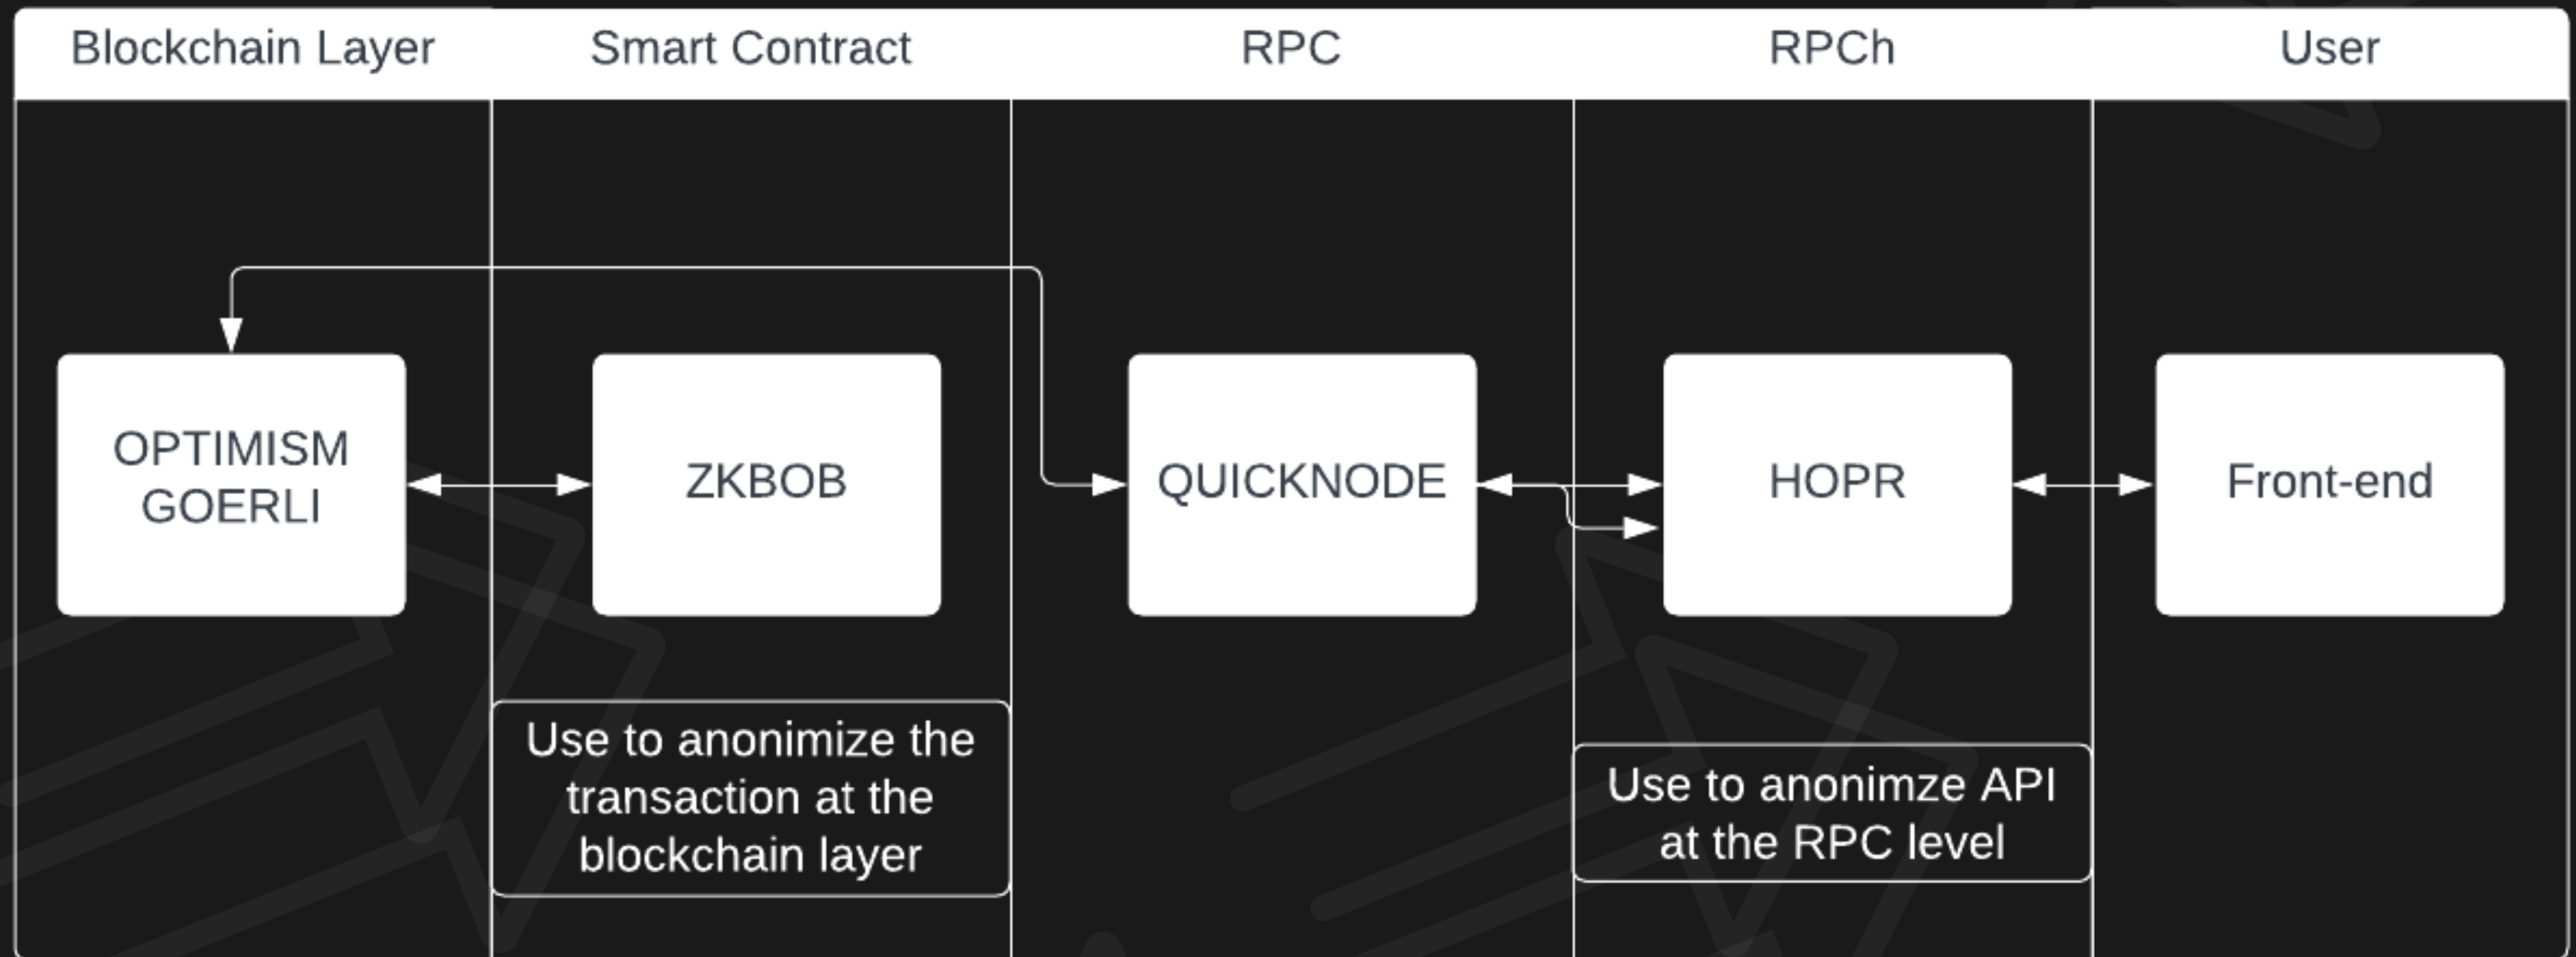 Blockchain Layer
Smart Contract
RPC
RPCh
User
OPTIMISM
GOERLI
ZKBOB
QUICKNODE
HOPR
Front-end
Use to anonimize the
transaction at the
blockchain layer
Use to anonimze API
at the RPC level